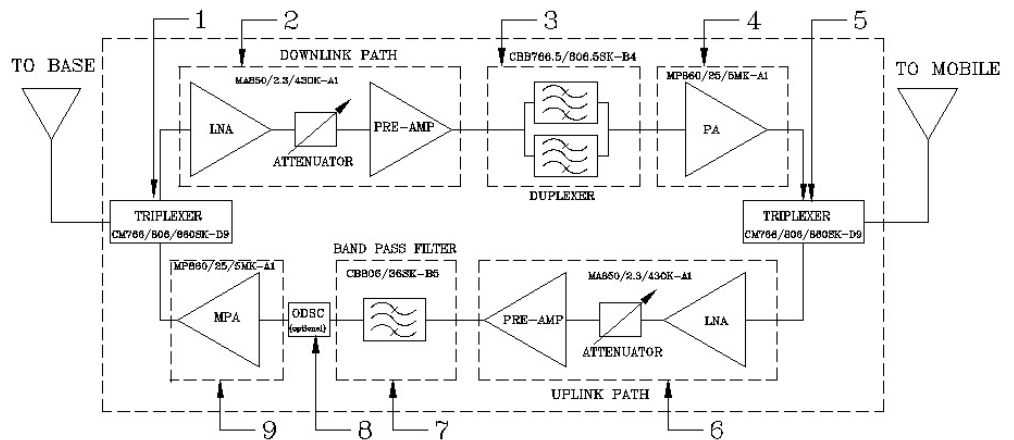 1 2 3 4 5
DOWNLINK PATH
CBB766.5/806.5SK-B4
TO BASE
MA850/2.3/430K-A1
MP860/25/5MK-A1
TO MOBILE
LNA
PRE-AMP
PA
ATTENUATOR
DUPLEXER
TRIPLEXER
CM766/806/860SK-D9
TRIPLEXER
CM766/806/860SK-D9
BAND PASS FILTER
MP860/25/5MK-A1
CB806/36SK-B5
MA850/2.3/430K-A1
MPA
ODSC
(optional)
PRE-AMP
LNA
ATTENUATOR
UPLINK PATH
9 8 7 6